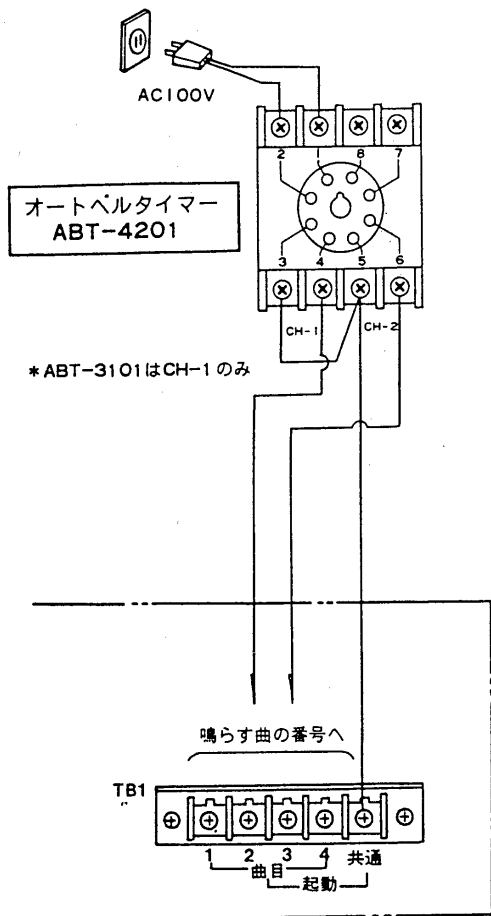 AC100V
2 1 8 7
オートベルタイマー
ABT-4201
3 4 5 6
CH-1 CH-2
*ABT-3101はCH-1のみ
鳴らす曲の番号へ
TB1
1 2 3 4 共通
曲目
起動